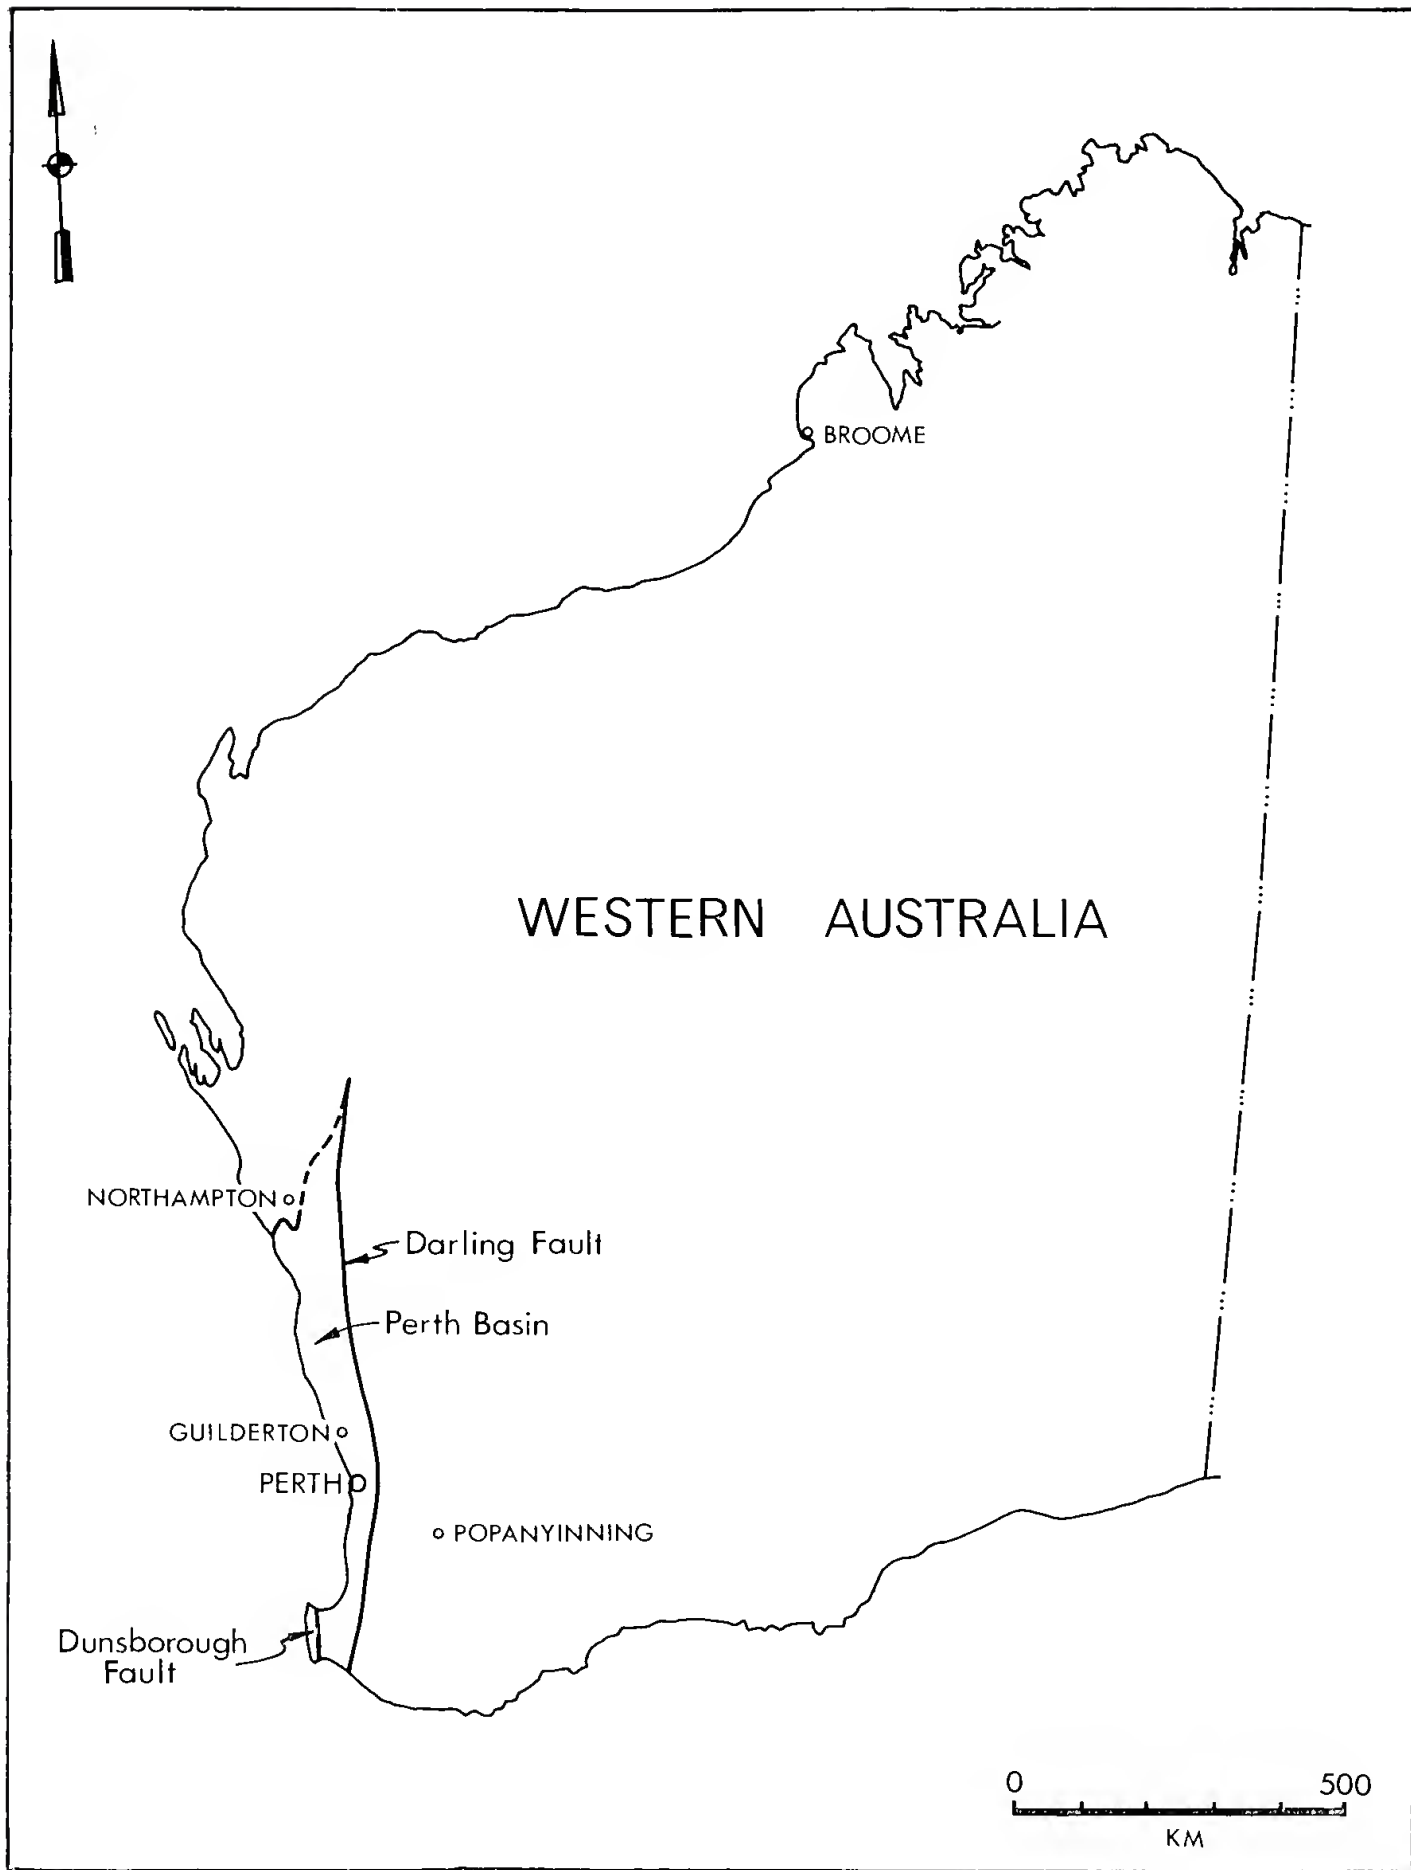 BROOME
WESTERN AUSTRALIA
NORTHAMPTON
Darling Fault
Perth Basin
GUILDERTON
PERTH
POPANYINNING
Dunsborough
Fault
0 500
KM